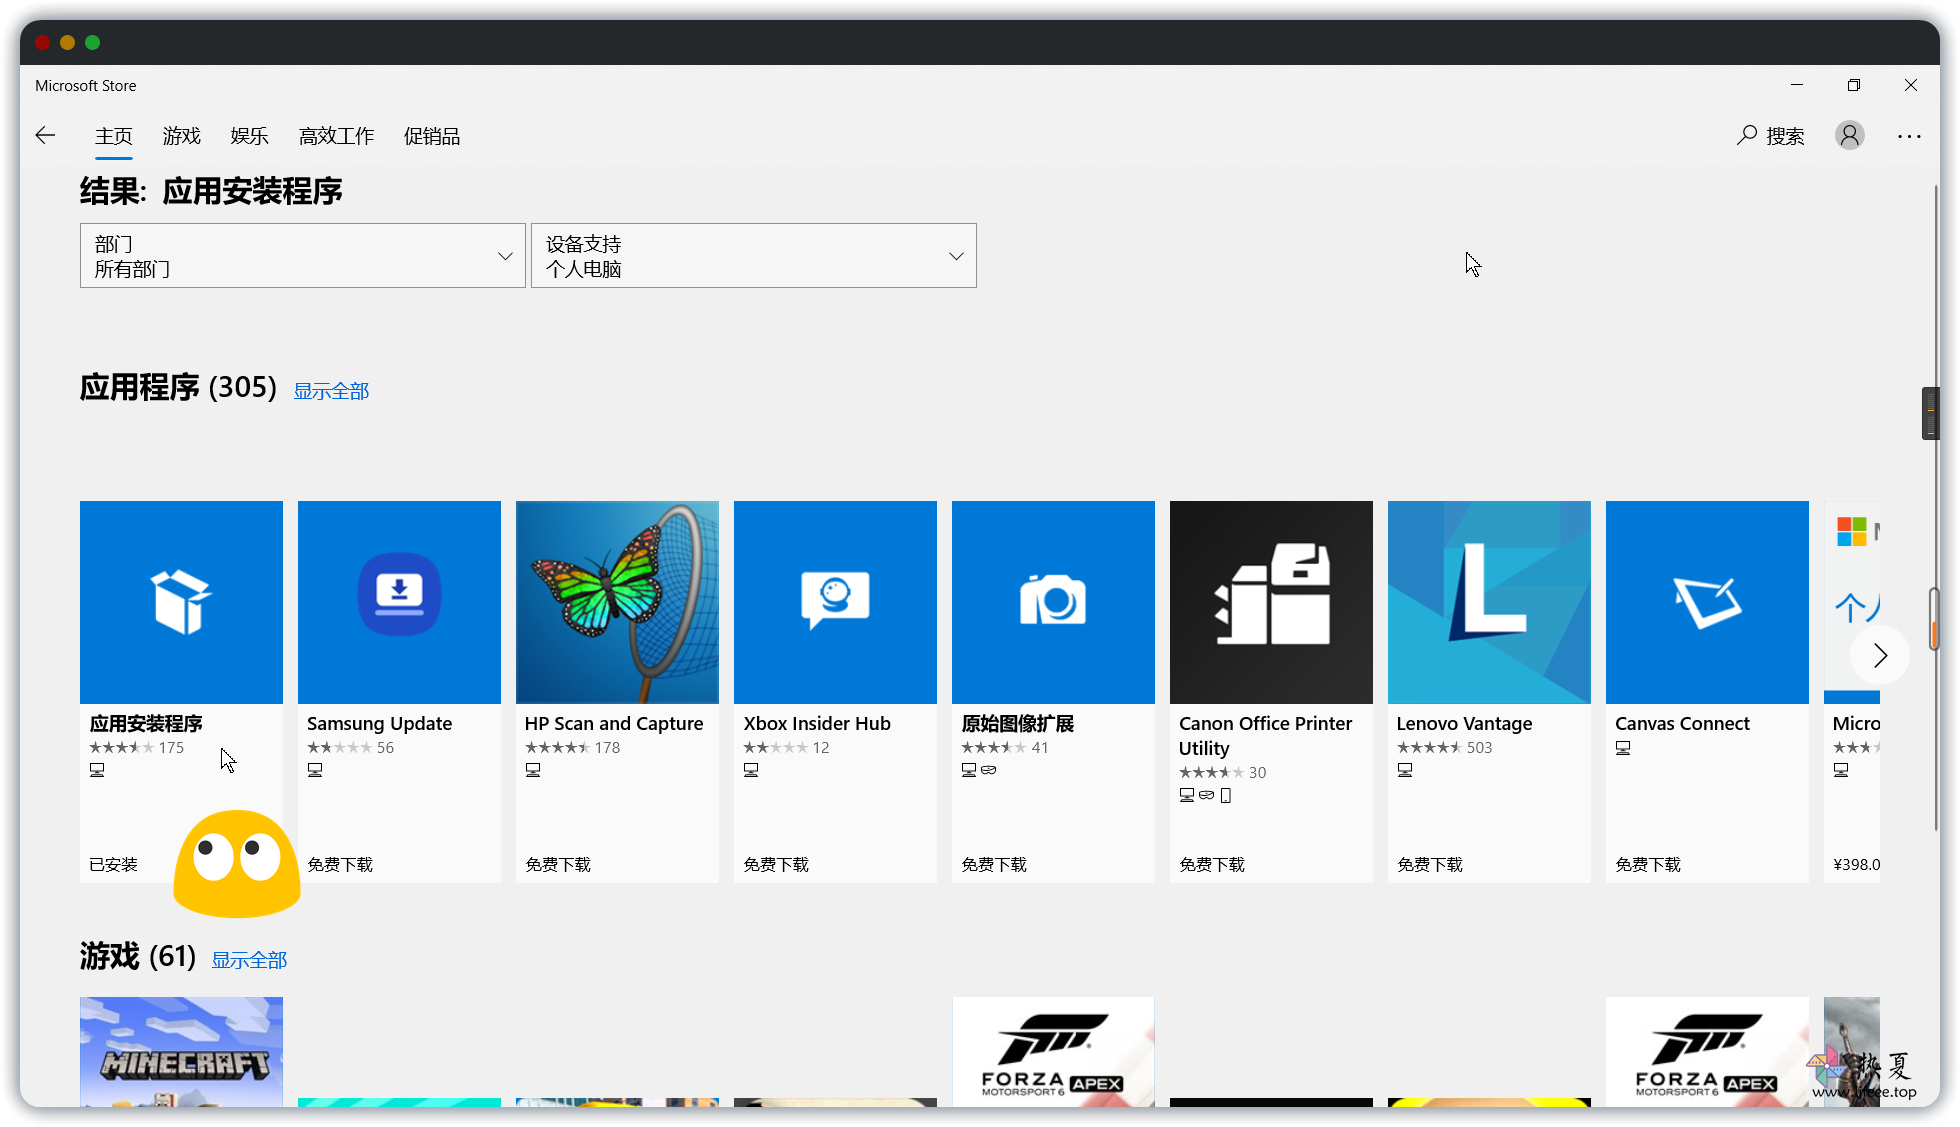 Microsoft Store
主页 游戏 娱乐 高效工作 促销品 搜索
结果: 应用安装程序
部门
所有部门
设备支持
个人电脑
应用程序 (305) 显示全部
应用安装程序
175
已安装
Samsung Update
56
免费下载
HP Scan and Capture
178
免费下载
Xbox Insider Hub
12
免费下载
原始图像扩展
41
免费下载
Canon Office Printer
Utility
30
免费下载
L
Lenovo Vantage
503
免费下载
Canvas Connect
免费下载
个人
Micro
¥398.0
游戏 (61) 显示全部
MINECRAFT
FORZA APEX
MOTORSPORT 6
FORZA APEX
MOTORSPORT 6
执夏